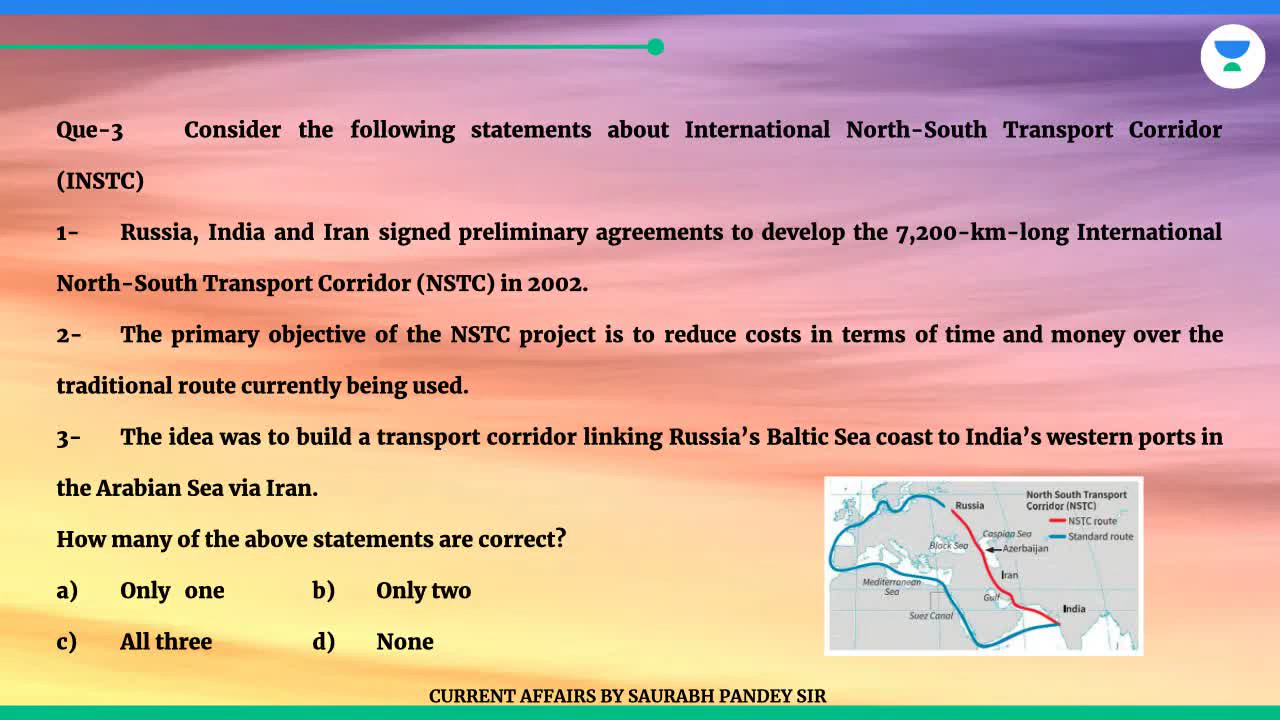 Que-3 Consider the following statements about International North-South Transport Corridor
(INSTC)
1- Russia, India and Iran signed preliminary agreements to develop the 7,200-km-long International
North-South Transport Corridor (NSTC) in 2002.
2- The primary objective of the NSTC project is to reduce costs in terms of time and money over the
traditional route currently being used.
3- The idea was to build a transport corridor linking Russia's Baltic Sea coast to India's western ports in
the Arabian Sea via Iran.
How many of the above statements are correct?
a) Only one b) Only two
c) All three d) None
North South Transport
Corridor (NSTC)
NSTC route
Standard route
Russia
Caspian Sea
Black Sea
Azerbaijan
Iran
Mediterranean
Sea
Gulf
Suez Canal
India
CURRENT AFFAIRS BY SAURABH PANDEY SIR